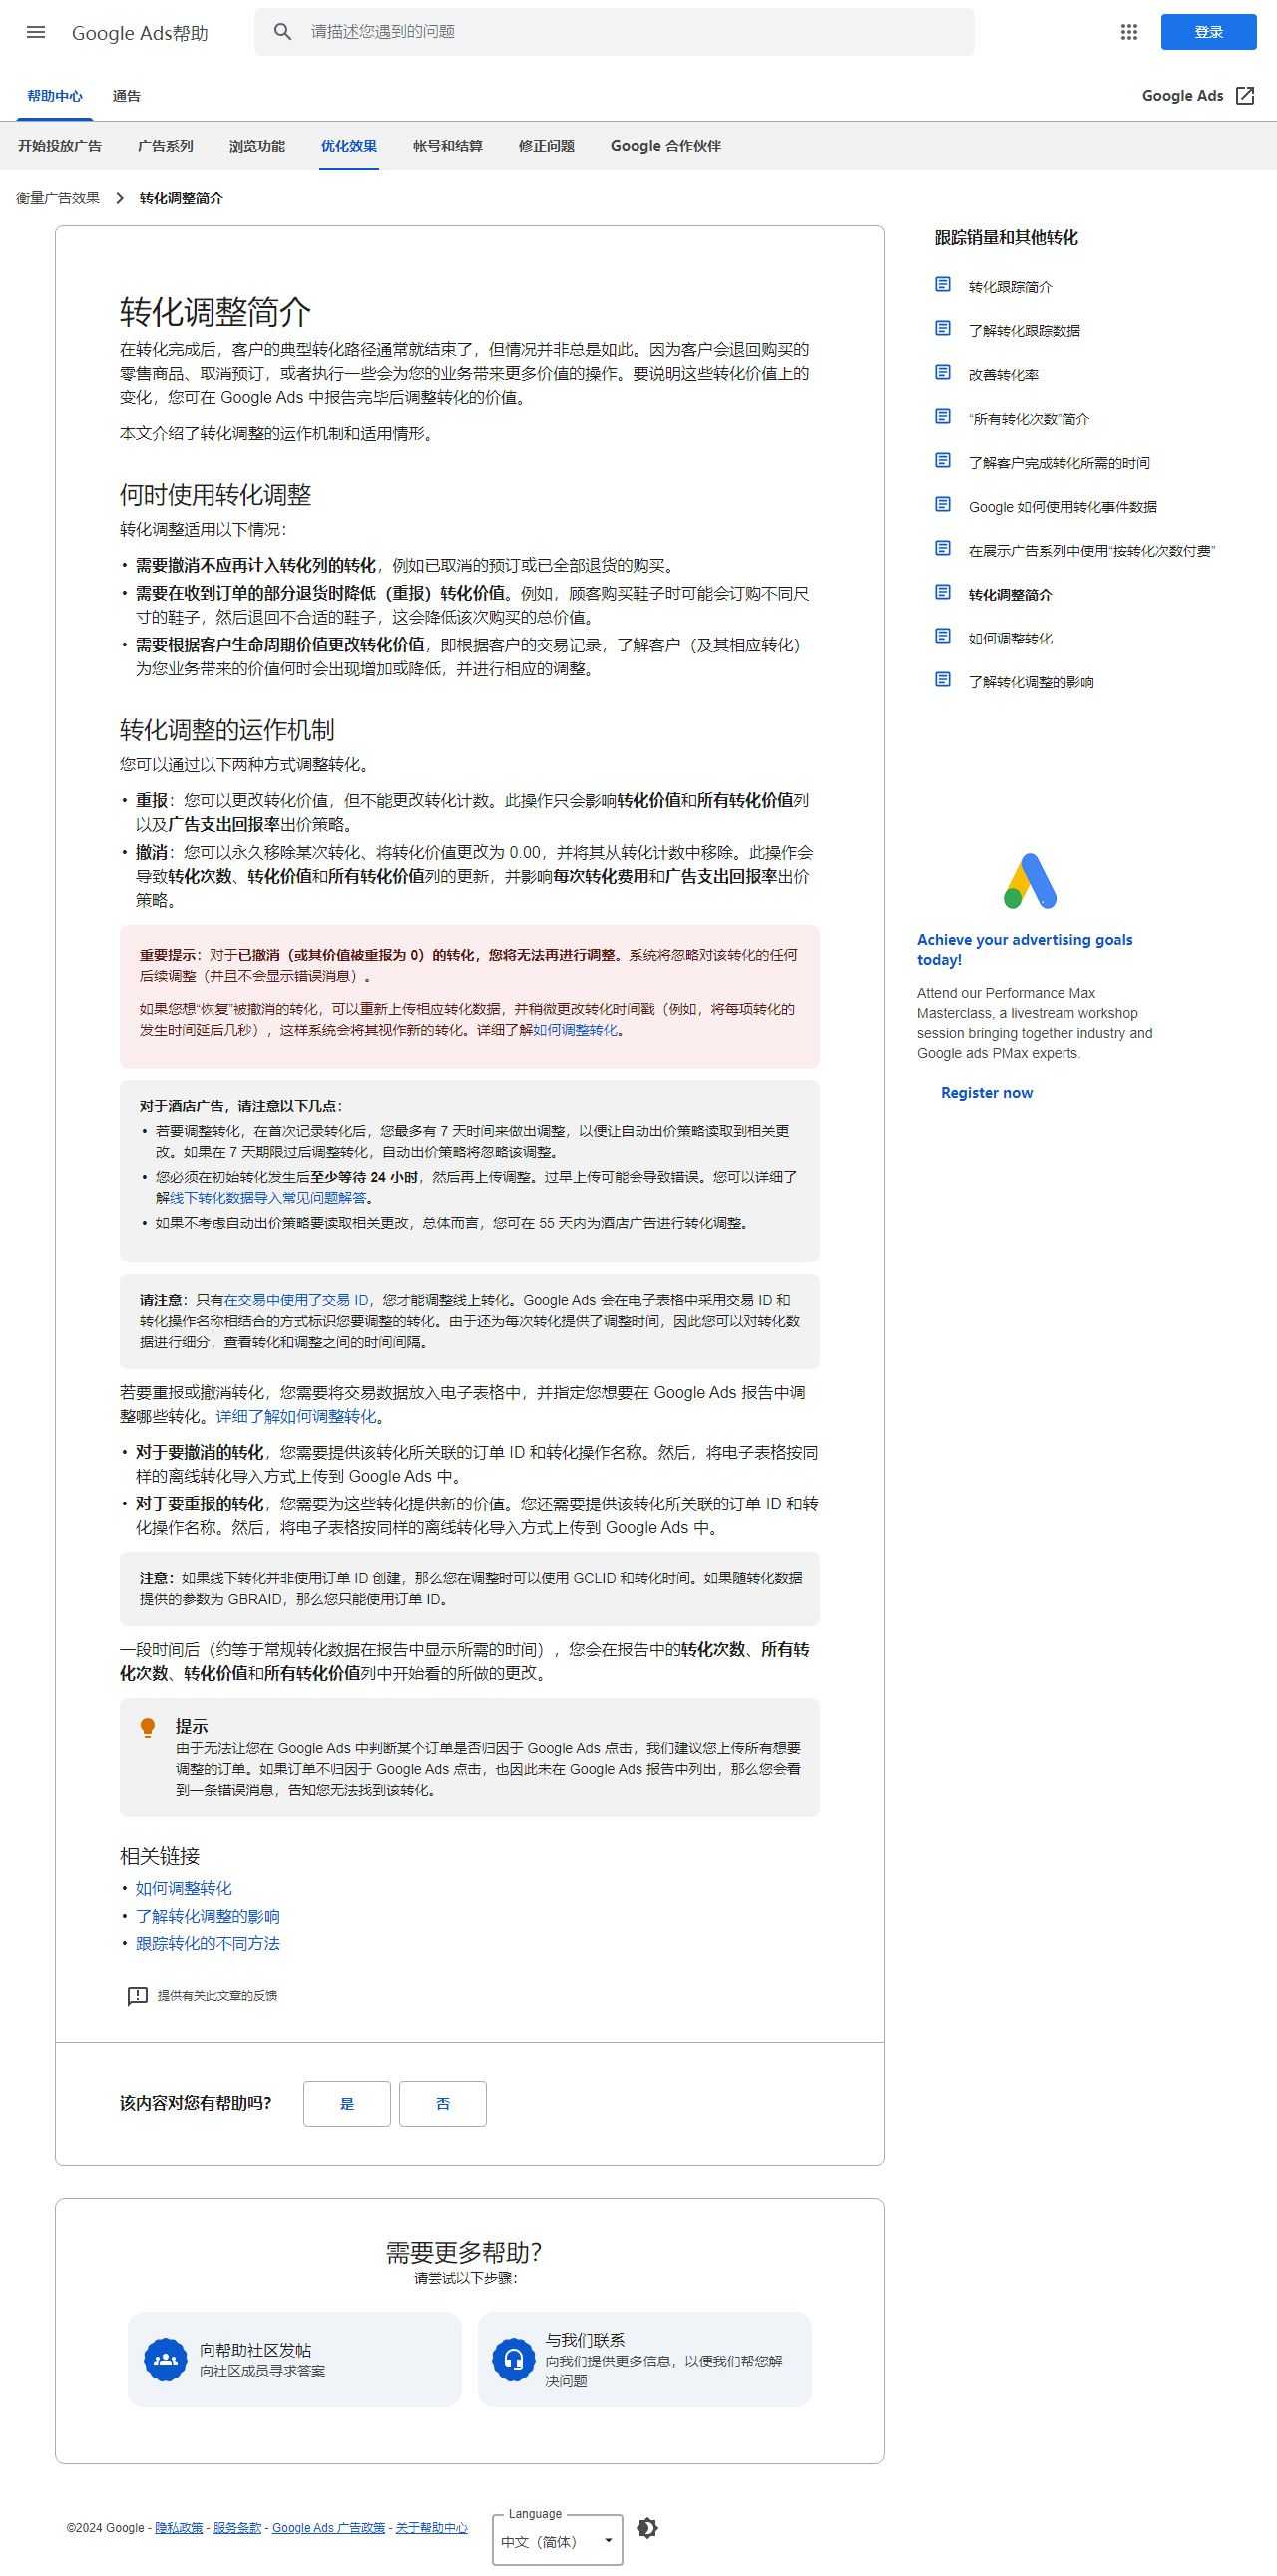 Google Ads帮助
请描述您遇到的问题
登录
帮助中心
通告
Google Ads
开始投放广告
广告系列
浏览功能
优化效果
帐号和结算
修正问题
Google 合作伙伴
衡量广告效果
转化调整简介
转化调整简介
在转化完成后，客户的典型转化路径通常就结束了，但情况并非总是如此。因为客户会退回购买的
零售商品、取消预订，或者执行一些会为您的业务带来更多价值的操作。要说明这些转化价值上的
变化，您可在 Google Ads 中报告完毕后调整转化的价值。
本文介绍了转化调整的运作机制和适用情形。
何时使用转化调整
转化调整适用以下情况：
• 需要撤消不应再计入转化列的转化，例如已取消的预订或已全部退货的购买。
• 需要在收到订单的部分退货时降低（重报）转化价值。例如，顾客购买鞋子时可能会订购不同尺
寸的鞋子，然后退回不合适的鞋子，这会降低该次购买的总价值。
• 需要根据客户生命周期价值更改转化价值，即根据客户的交易记录，了解客户（及其相应转化）
为您业务带来的价值何时会出现增加或降低，并进行相应的调整。
转化调整的运作机制
您可以通过以下两种方式调整转化。
• 重报：您可以更改转化价值，但不能更改转化计数。此操作只会影响转化价值和所有转化价值列
以及广告支出回报率出价策略。
• 撤消：您可以永久移除某次转化、将转化价值更改为 0.00，并将其从转化计数中移除。此操作会
导致转化次数、转化价值和所有转化价值列的更新，并影响每次转化费用和广告支出回报率出价
策略。
重要提示：对于已撤消（或其价值被重报为 0）的转化，您将无法再进行调整。系统将忽略对该转化的任何
后续调整（并且不会显示错误消息）。
如果您想“恢复”被撤消的转化，可以重新上传相应转化数据，并稍微更改转化时间戳（例如，将每项转化的
发生时间延后几秒），这样系统会将其视作新的转化。详细了解如何调整转化。
对于酒店广告，请注意以下几点：
• 若要调整转化，在首次记录转化后，您最多有 7 天时间来做出调整，以便让自动出价策略读取到相关更
改。如果在 7 天期限过后调整转化，自动出价策略将忽略该调整。
• 您必须在初始转化发生后至少等待 24 小时，然后再上传调整。过早上传可能会导致错误。您可以详细了
解线下转化数据导入常见问题解答。
• 如果不考虑自动出价策略要读取相关更改，总体而言，您可在 55 天内为酒店广告进行转化调整。
请注意：只有在交易中使用了交易 ID，您才能调整线上转化。Google Ads 会在电子表格中采用交易 ID 和
转化操作名称相结合的方式标识您要调整的转化。由于还为每次转化提供了调整时间，因此您可以对转化数
据进行细分，查看转化和调整之间的时间间隔。
若要重报或撤消转化，您需要将交易数据放入电子表格中，并指定您想要在 Google Ads 报告中调
整哪些转化。详细了解如何调整转化。
• 对于要撤消的转化，您需要提供该转化所关联的订单 ID 和转化操作名称。然后，将电子表格按同
样的离线转化导入方式上传到 Google Ads 中。
• 对于要重报的转化，您需要为这些转化提供新的价值。您还需要提供该转化所关联的订单 ID 和转
化操作名称。然后，将电子表格按同样的离线转化导入方式上传到 Google Ads 中。
注意：如果线下转化并非使用订单 ID 创建，那么您在调整时可以使用 GCLID 和转化时间。如果随转化数据
提供的参数为 GBRAID，那么您只能使用订单 ID。
一段时间后（约等于常规转化数据在报告中显示所需的时间），您会在报告中的转化次数、所有转
化次数、转化价值和所有转化价值列中开始看的所做的更改。
提示
由于无法让您在 Google Ads 中判断某个订单是否归因于 Google Ads 点击，我们建议您上传所有想要
调整的订单。如果订单不归因于 Google Ads 点击，也因此未在 Google Ads 报告中列出，那么您会看
到一条错误消息，告知您无法找到该转化。
相关链接
• 如何调整转化
• 了解转化调整的影响
• 跟踪转化的不同方法
提供有关此文章的反馈
该内容对您有帮助吗？
是
否
需要更多帮助？
请尝试以下步骤：
向帮助社区发帖
向社区成员寻求答案
与我们联系
向我们提供更多信息，以便我们帮您解
决问题
跟踪销量和其他转化
转化跟踪简介
了解转化跟踪数据
改善转化率
“所有转化次数”简介
了解客户完成转化所需的时间
Google 如何使用转化事件数据
在展示广告系列中使用“按转化次数付费”
转化调整简介
如何调整转化
了解转化调整的影响
Achieve your advertising goals
today!
Attend our Performance Max
Masterclass, a livestream workshop
session bringing together industry and
Google ads PMax experts.
Register now
©2024 Google - 隐私政策 - 服务条款 - Google Ads 广告政策 - 关于帮助中心
Language
中文（简体）